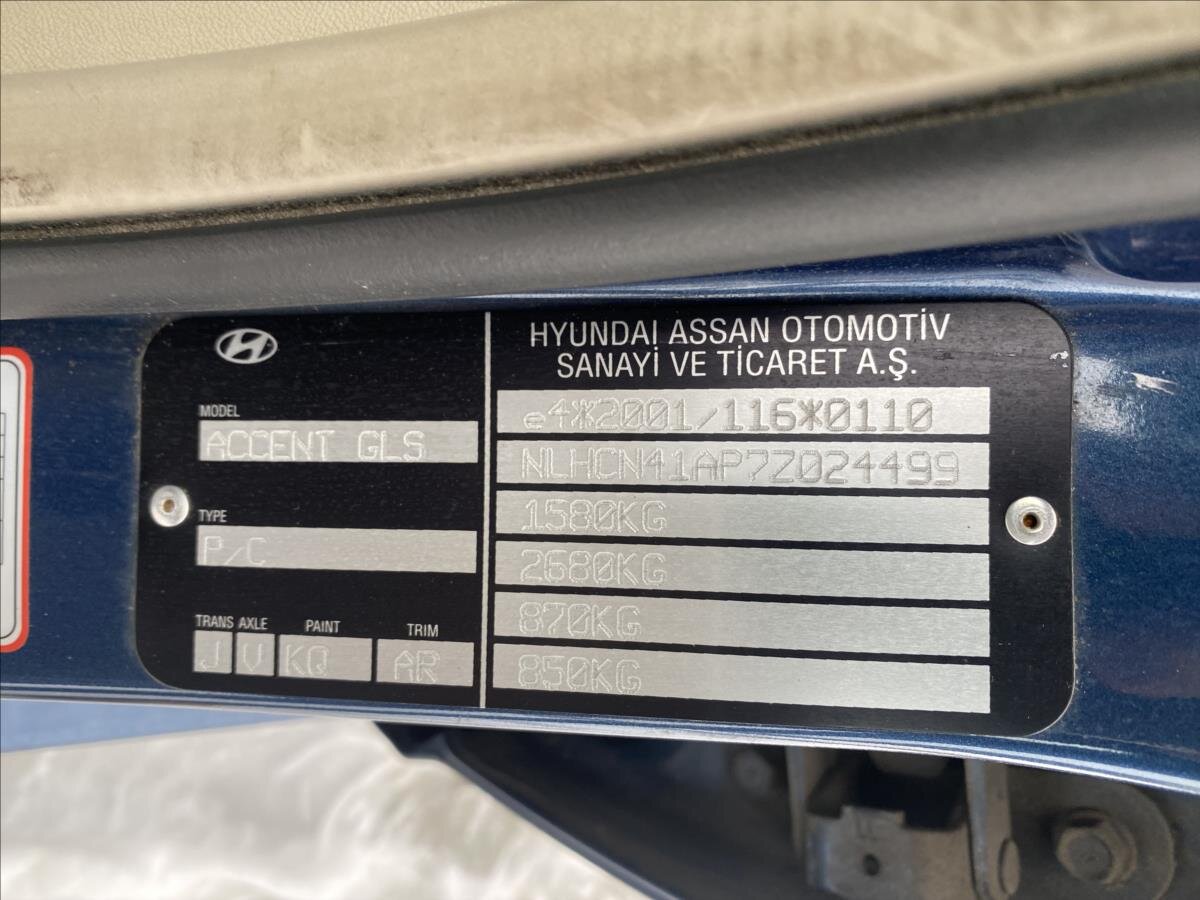 HYUNDAI ASSAN OTOMOTİV
SANAYİ VE TİCARET A.Ş.
MODEL
ACCENT GLS
TYPE
P/C
TRANS AXLE PAINT TRIM
J V KQ AR
e4*2001/116*0110
NLHCN41AP7Z024499
1580KG
2680KG
870KG
850KG